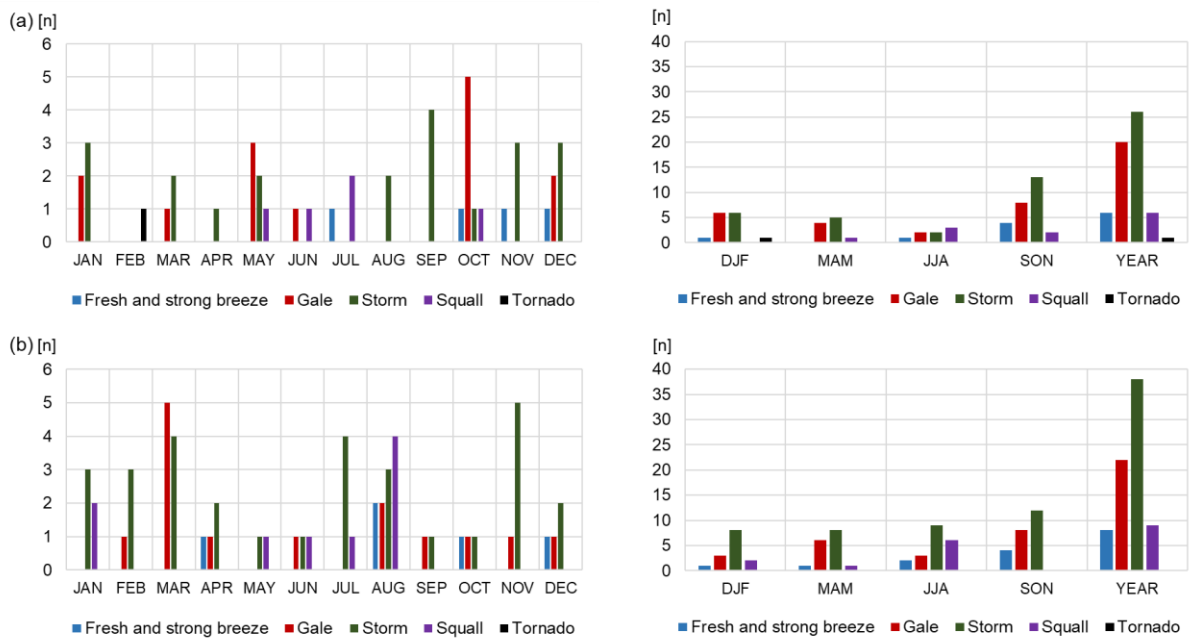 (a) [n]
6
5
4
3
2
1
0
JAN FEB MAR APR MAY JUN JUL AUG SEP OCT NOV DEC
Fresh and strong breeze Gale Storm Squall Tornado
[n]
40
35
30
25
20
15
10
5
0
DJF MAM JJA SON YEAR
Fresh and strong breeze Gale Storm Squall Tornado
(b) [n]
6
5
4
3
2
1
0
JAN FEB MAR APR MAY JUN JUL AUG SEP OCT NOV DEC
Fresh and strong breeze Gale Storm Squall Tornado
[n]
40
35
30
25
20
15
10
5
0
DJF MAM JJA SON YEAR
Fresh and strong breeze Gale Storm Squall Tornado